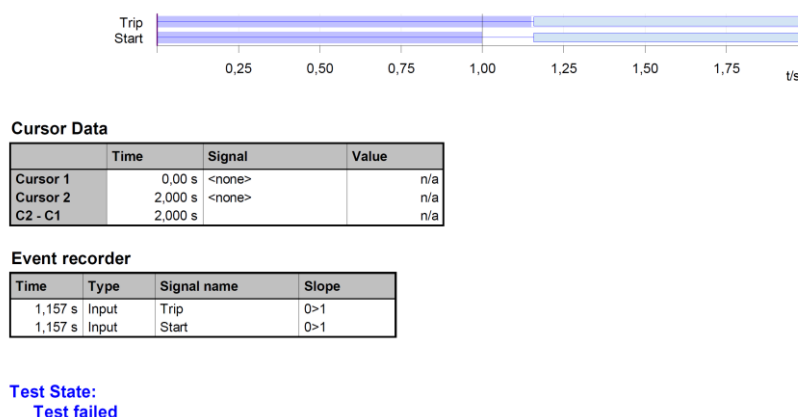 Trip
Start
0,25 0,50 0,75 1,00 1,25 1,50 1,75 t/s
Cursor Data
Time Signal Value
Cursor 1 0,00 s <none> n/a
Cursor 2 2,000 s <none> n/a
C2 - C1 2,000 s n/a
Event recorder
Time Type Signal name Slope
1,157 s Input Trip 0>1
1,157 s Input Start 0>1
Test State:
Test failed